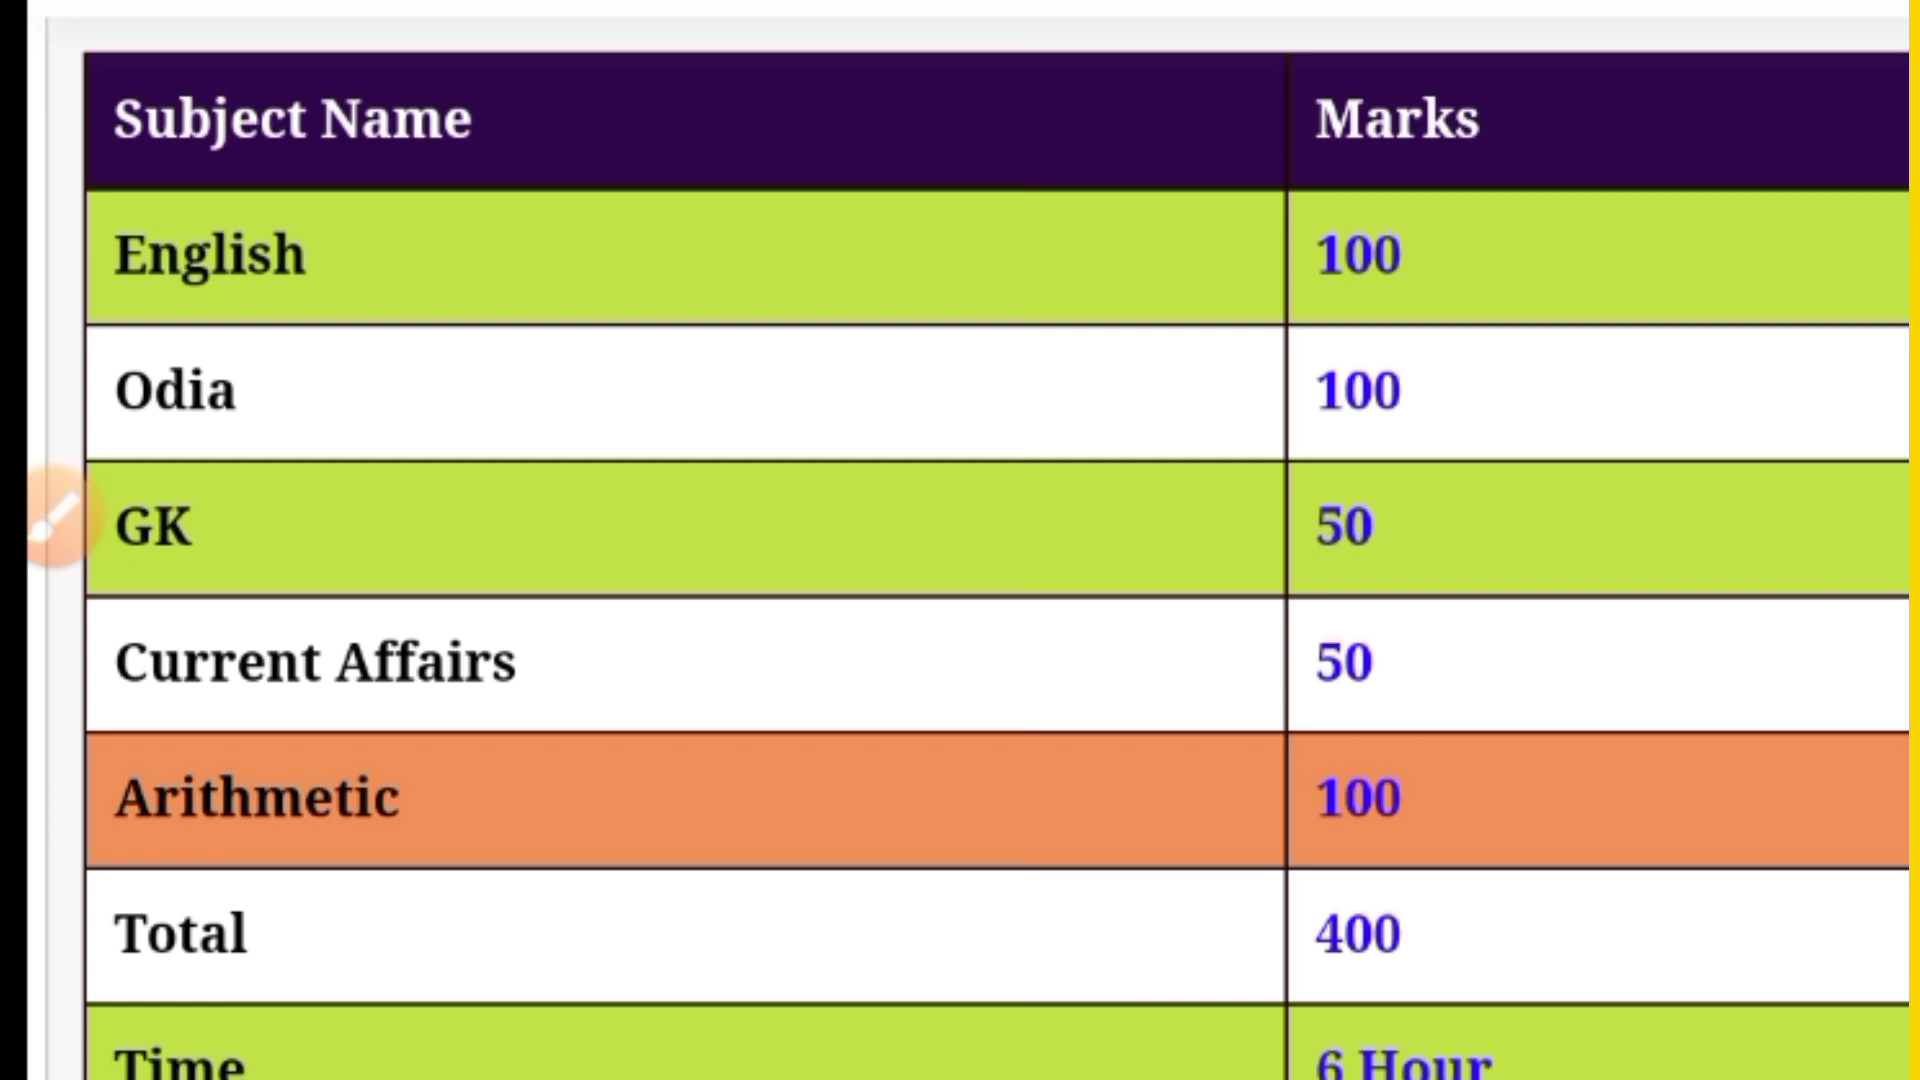 Subject Name Marks
English 100
Odia 100
GK 50
Current Affairs 50
Arithmetic 100
Total 400
Time 6 Hour